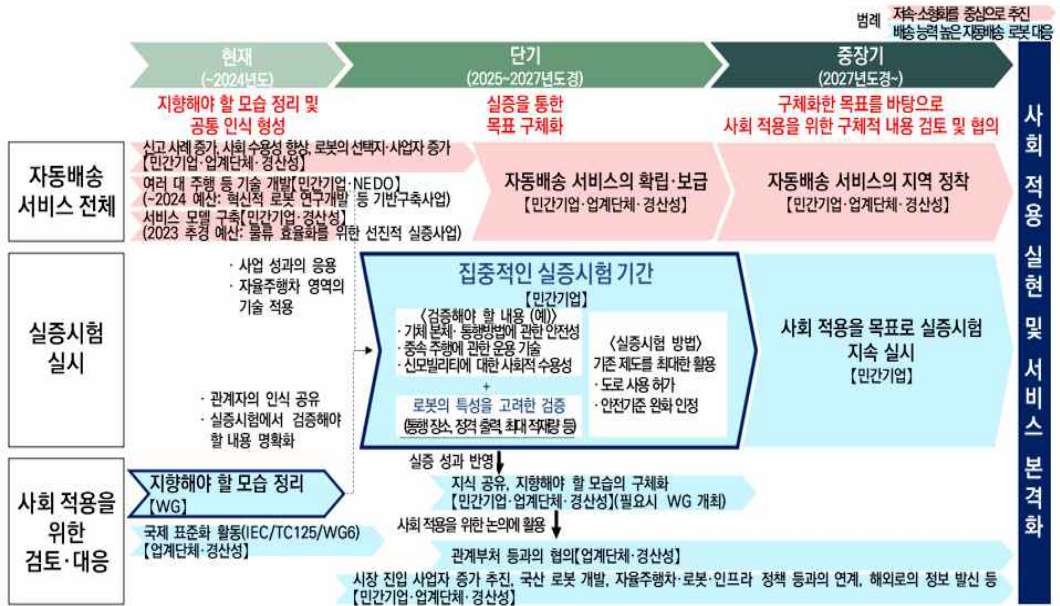 범례
저속·소형화를 중심으로 추진
배송 능력 높은 자동배송 로봇 대응
현재
(~2024년도)
단기
(2025~2027년도경)
중장기
(2027년도경~)
지향해야 할 모습 정리 및
공통 인식 형성
실증을 통한
목표 구체화
구체화한 목표를 바탕으로
사회 적용을 위한 구체적 내용 검토 및 협의
자동배송
서비스 전체
신고 사례 증가, 사회 수용성 향상, 로봇의 선택지·사업자 증가
【민간기업·업계단체·경산성】
여러 대 주행 등 기술 개발【민간기업·NEDO】
(~2024 예산: 혁신적 로봇 연구개발 등 기반구축사업)
서비스 모델 구축【민간기업·경산성】
(2023 추경 예산: 물류 효율화를 위한 선진적 실증사업)
자동배송 서비스의 확립·보급
【민간기업·업계단체·경산성】
자동배송 서비스의 지역 정착
【민간기업·업계단체·경산성】
실증시험
실시
· 사업 성과의 응용
· 자율주행차 영역의
기술 적용
· 관계자의 인식 공유
· 실증시험에서 검증해야
할 내용 명확화
집중적인 실증시험 기간
【민간기업】
〈검증해야 할 내용 (예)〉
· 기체 본체·통행방법에 관한 안전성
· 중속 주행에 관한 운용 기술
· 신모빌리티에 대한 사회적 수용성
+
로봇의 특성을 고려한 검증
(통행 장소, 정격 출력, 최대 적재량 등)
〈실증시험 방법〉
기존 제도를 최대한 활용
· 도로 사용 허가
· 안전기준 완화 인정
사회 적용을 목표로 실증시험
지속 실시
【민간기업】
사회 적용을
위한
검토·대응
지향해야 할 모습 정리
【WG】
국제 표준화 활동(IEC/TC125/WG6)
【업계단체·경산성】
실증 성과 반영
지식 공유, 지향해야 할 모습의 구체화
【민간기업·업계단체·경산성】(필요시 WG 개최)
사회 적용을 위한 논의에 활용
관계부처 등과의 협의【업계단체·경산성】
시장 진입 사업자 증가 추진, 국산 로봇 개발, 자율주행차·로봇·인프라 정책 등과의 연계, 해외로의 정보 발신 등
【민간기업·업계단체·경산성】
사회 적용 실현 및 서비스 본격화